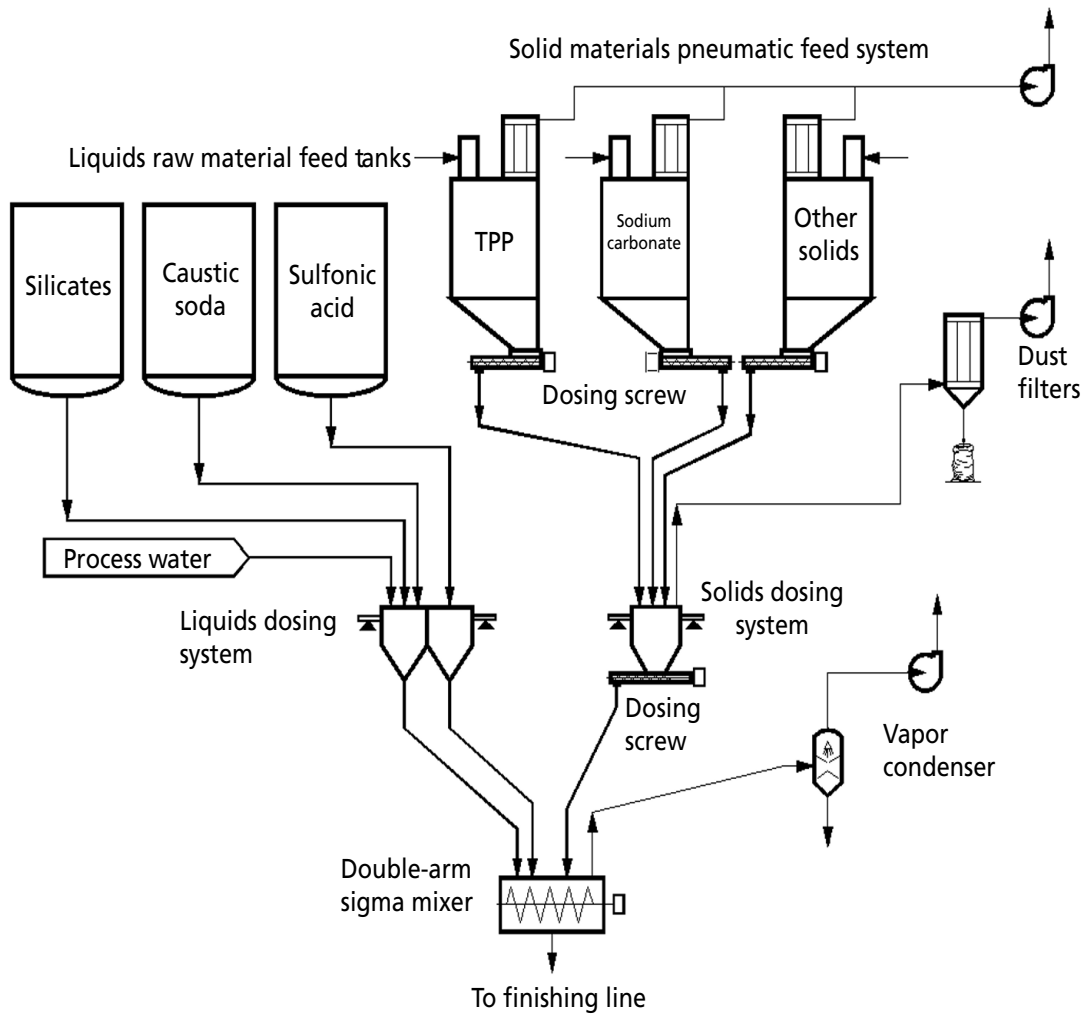 Solid materials pneumatic feed system
Liquids raw material feed tanks
Silicates
Caustic
soda
Sulfonic
acid
TPP
Sodium
carbonate
Other
solids
Dosing screw
Dust
filters
Process water
Liquids dosing
system
Solids dosing
system
Dosing
screw
Vapor
condenser
Double-arm
sigma mixer
To finishing line